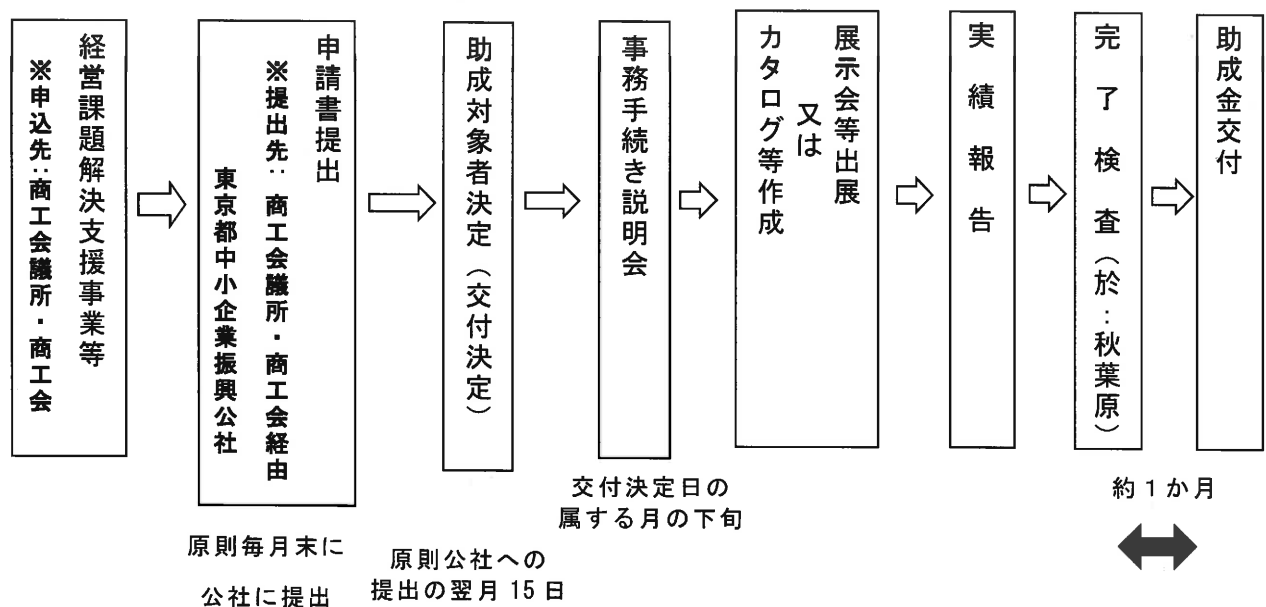 経営課題解決支援事業等
※申込先：商工会議所・商工会
申請書提出
※提出先：商工会議所・商工会経由
東京都中小企業振興公社
原則毎月末に
公社に提出
助成対象者決定（交付決定）
原則公社への
提出の翌月15日
事務手続き説明会
交付決定日の
属する月の下旬
展示会等出展
又は
カタログ等作成
実績報告
完了検査（於：秋葉原）
約1か月
助成金交付